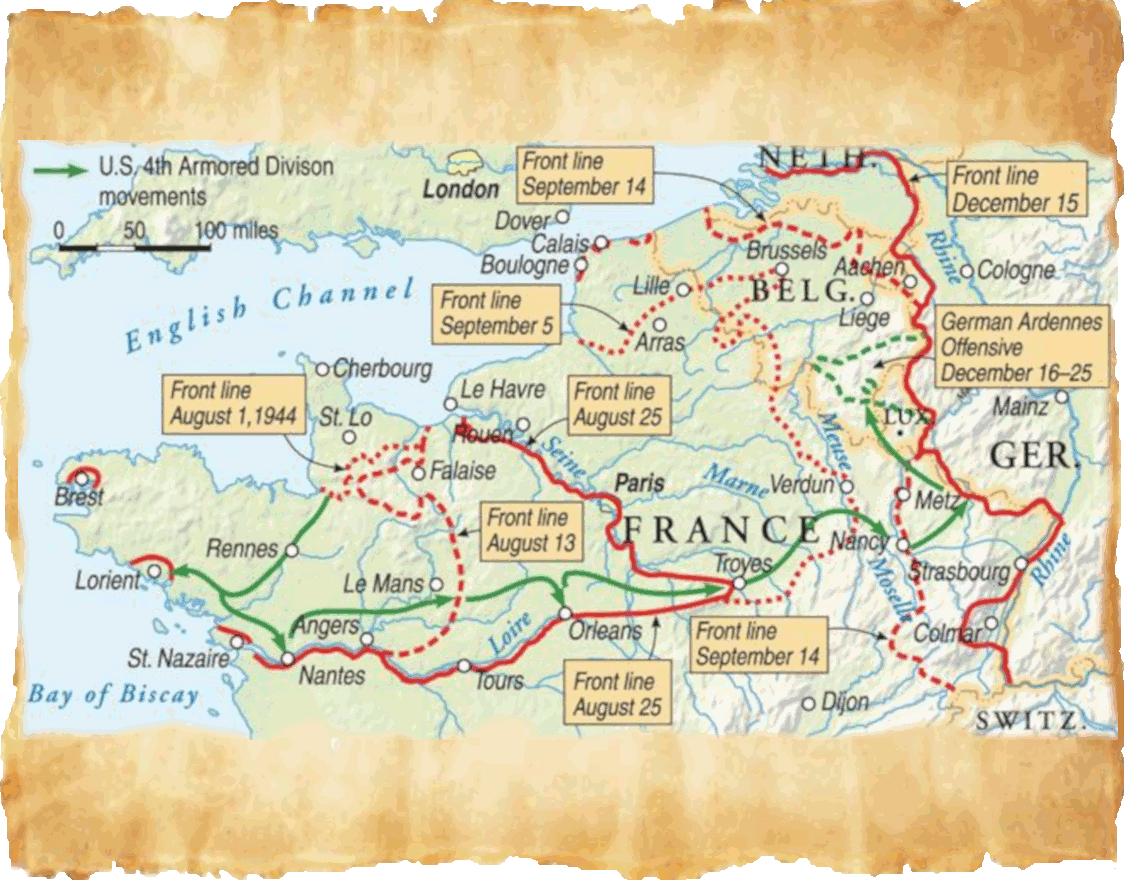 U.S. 4th Armored Divison
movements
0 50 100 miles
London
Front line
September 14
NETH.
Front line
December 15
Dover
Calais
Boulogne
Brussels
Aachen
Rhine
Cologne
English Channel
Lille
BELG.
Liege
Front line
September 5
Arras
German Ardennes
Offensive
December 16–25
Cherbourg
Le Havre
Front line
August 1,1944
St. Lo
Front line
August 25
Rouen
Seine
LUX.
Mainz
GER.
Meuse
Falaise
Brest
Paris
Marne
Verdun
Metz
Front line
August 13
FRANCE
Nancy
Rennes
Lorient
Le Mans
Troyes
Strasbourg
Rhine
Moselle
Angers
Loire
Orleans
Front line
September 14
Colmar
St. Nazaire
Nantes
Tours
Front line
August 25
Dijon
Bay of Biscay
SWITZ.